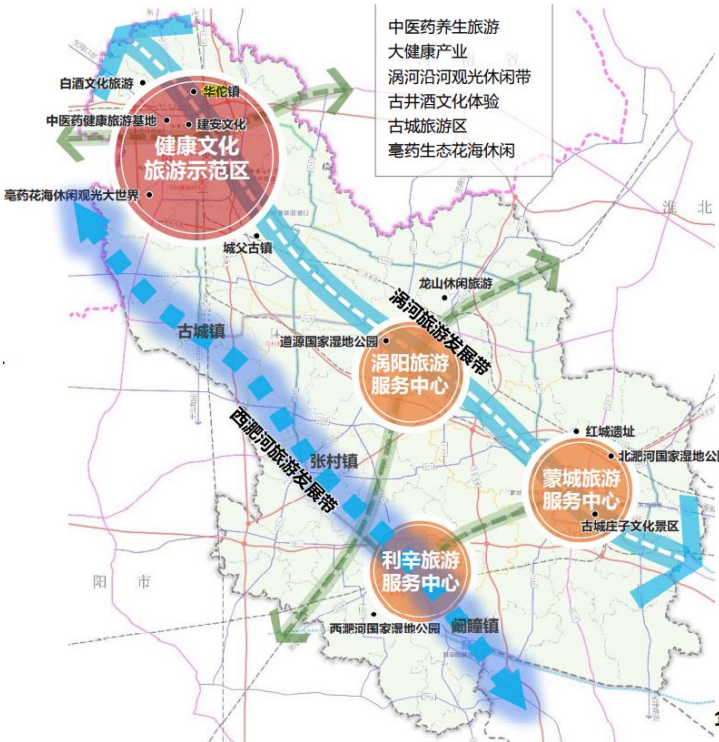 中医药养生旅游
大健康产业
涡河沿河观光休闲带
古井酒文化体验
古城旅游区
亳药生态花海休闲
白酒文化旅游
华佗镇
中医药健康旅游基地
建安文化
健康文化
旅游示范区
亳药花海休闲观光大世界
淮北
城父古镇
龙山休闲旅游
涡河旅游发展带
古城镇
道源国家湿地公园
涡阳旅游
服务中心
西淝河旅游发展带
张村镇
红城遗址
北淝河国家湿地公园
蒙城旅游
服务中心
古城庄子文化景区
利辛旅游
服务中心
阳市
西淝河国家湿地公园
阚疃镇
1